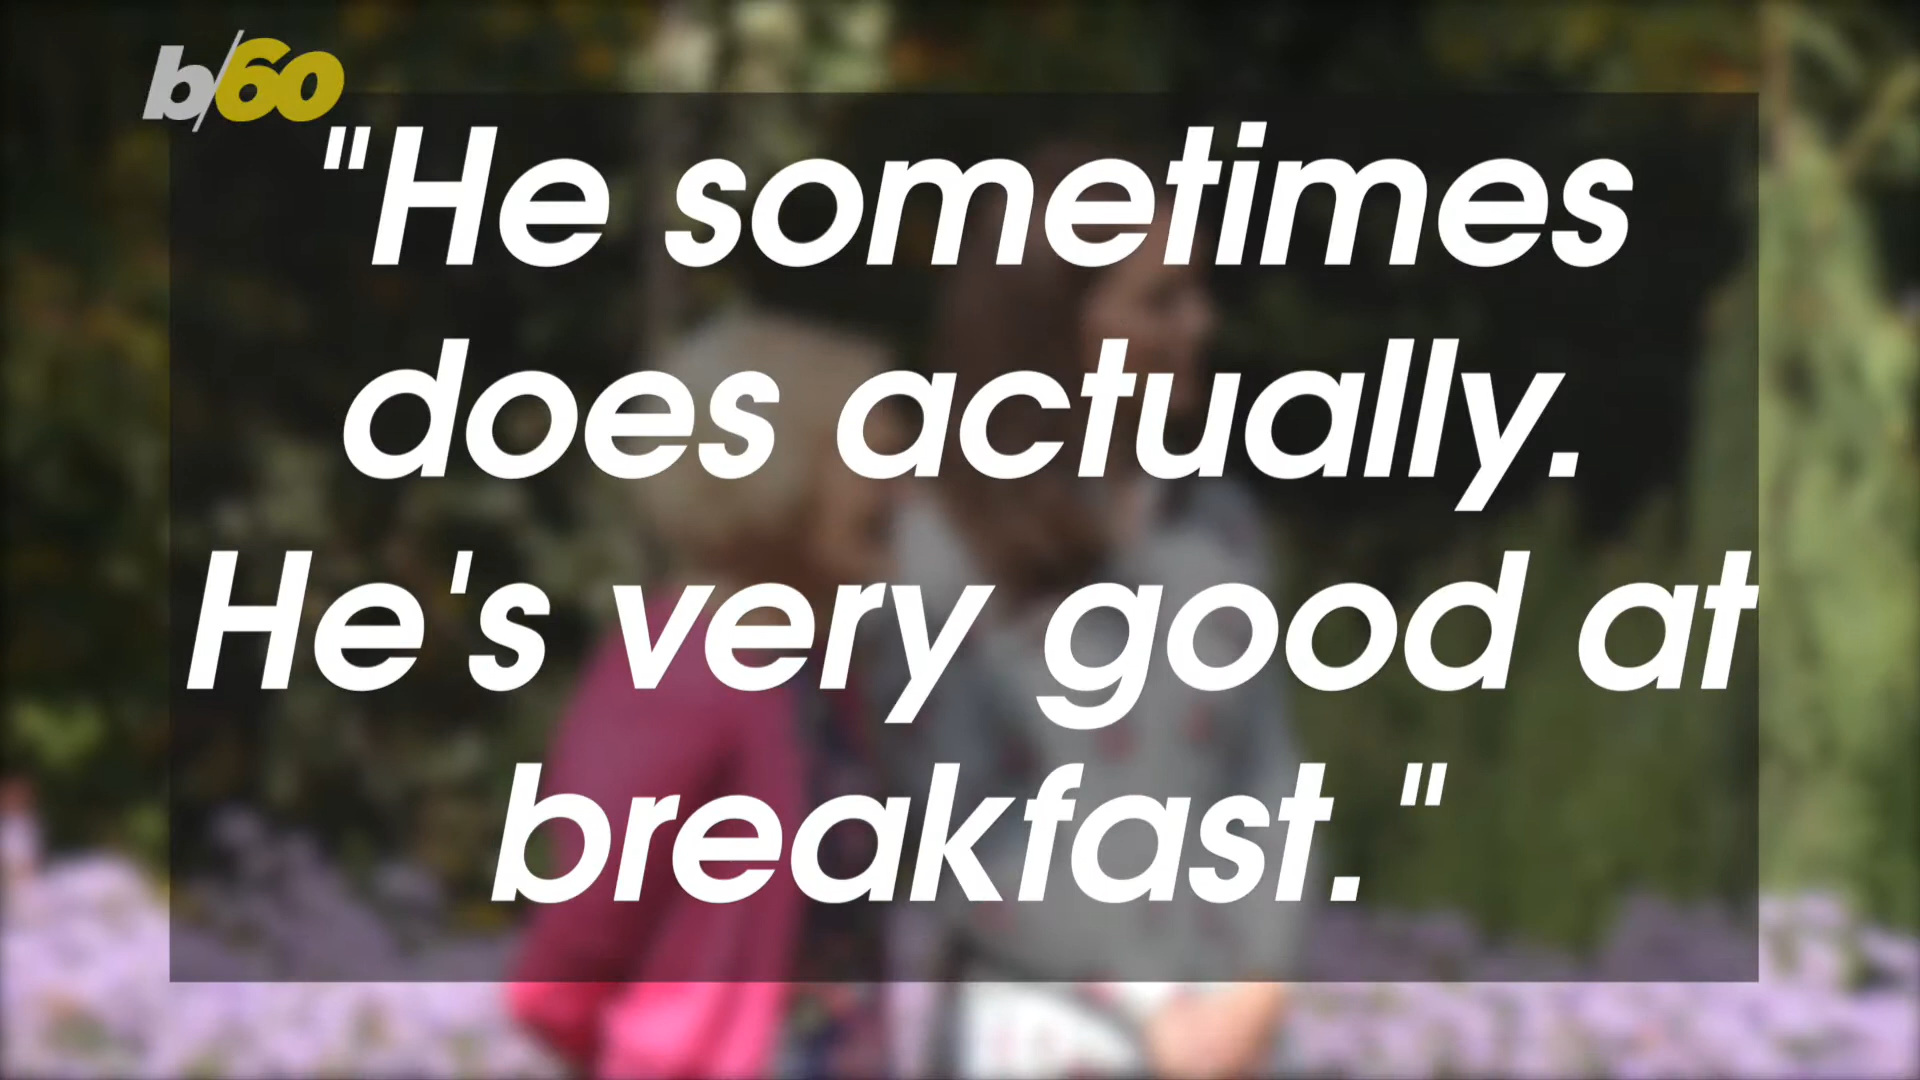 b/60
"He sometimes
does actually.
He's very good at
breakfast."